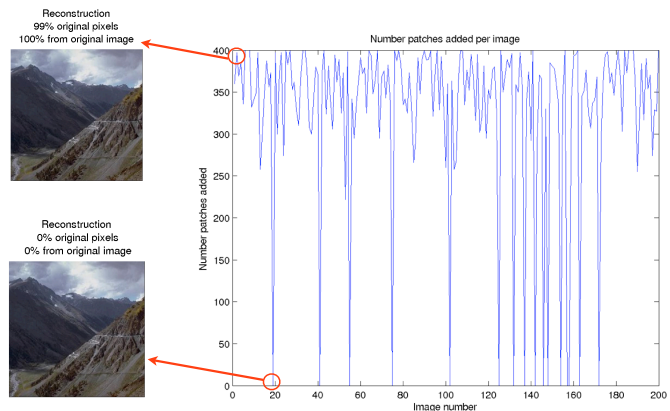 Reconstruction
99% original pixels
100% from original image
Reconstruction
0% original pixels
0% from original image
Number patches added per image
Number patches added
400
350
300
250
200
150
100
50
0
0 20 40 60 80 100 120 140 160 180 200
Image number